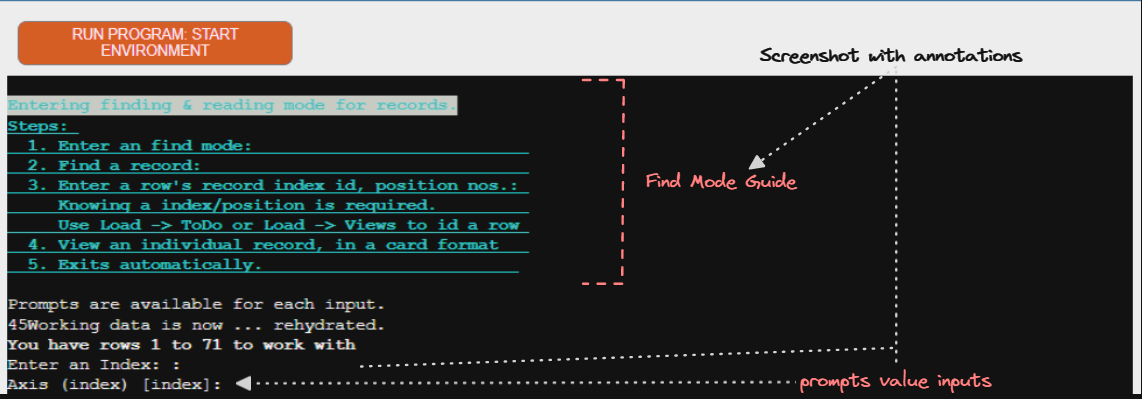 RUN PROGRAM: START
ENVIRONMENT
Screenshot with annotations
Entering finding & reading mode for records.
Steps:
1. Enter an find mode:
2. Find a record:
3. Enter a row's record index id, position nos.:
Knowing a index/position is required.
Use Load -> ToDo or Load -> Views to id a row
4. View an individual record, in a card format
5. Exits automatically.
Find Mode Guide
Prompts are available for each input.
45Working data is now ... rehydrated.
You have rows 1 to 71 to work with
Enter an Index: :
Axis (index) [index]:
prompts value inputs